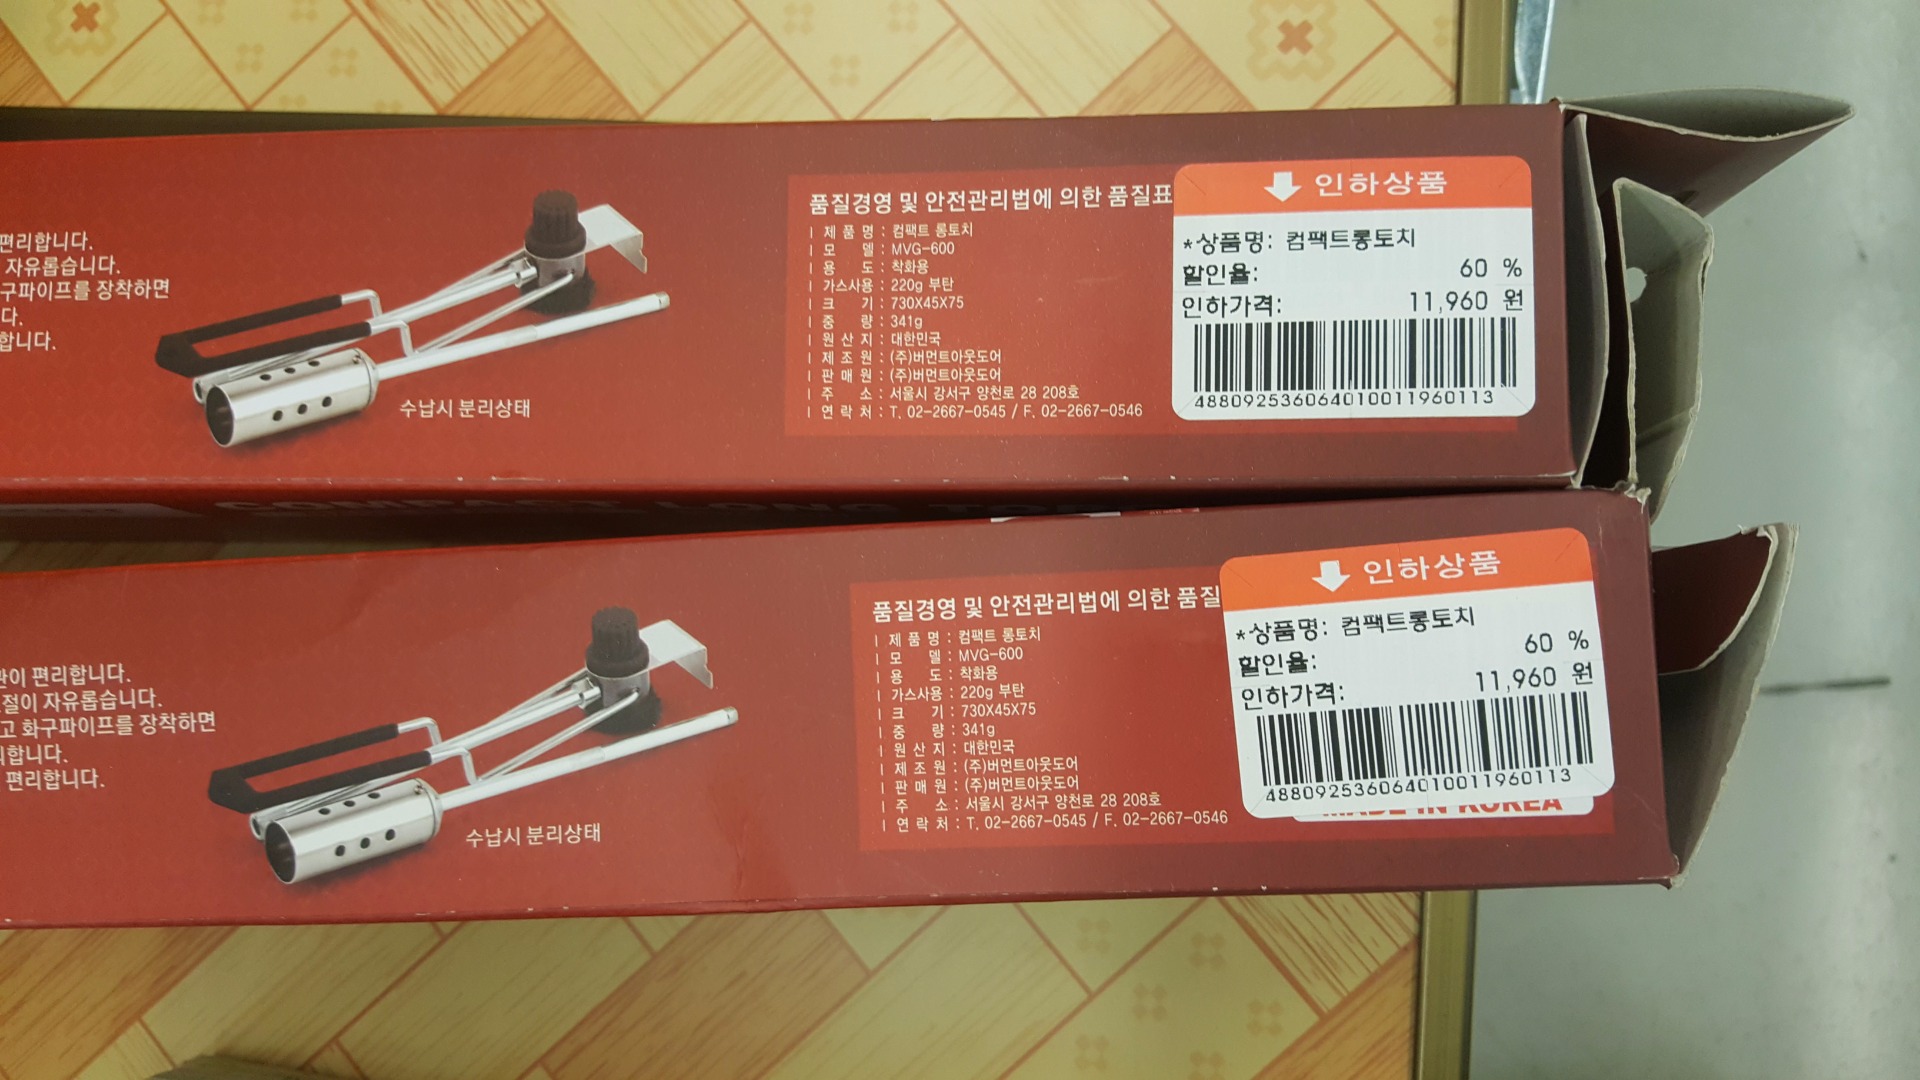 편리합니다.
자유롭습니다.
구파이프를 장착하면
다.
합니다.
수납시 분리상태
품질경영 및 안전관리법에 의한 품질표
제 품 명 : 컴팩트 롱토치
모 델 : MVG-600
용 도 : 착화용
가스사용 : 220g 부탄
크 기 : 730X45X75
중 량 : 341g
원 산 지 : 대한민국
제 조 원 : (주)버먼트아웃도어
판 매 원 : (주)버먼트아웃도어
주 소 : 서울시 강서구 양천로 28 208호
연 락 처 : T. 02-2667-0545 / F. 02-2667-0546
인하상품
*상품명: 컴팩트롱토치
할인율: 60 %
인하가격: 11,960 원
488092536064010011960113
COMPACT LONG TORCH
관이 편리합니다.
절이 자유롭습니다.
고 화구파이프를 장착하면
합니다.
편리합니다.
수납시 분리상태
품질경영 및 안전관리법에 의한 품질
제 품 명 : 컴팩트 롱토치
모 델 : MVG-600
용 도 : 착화용
가스사용 : 220g 부탄
크 기 : 730X45X75
중 량 : 341g
원 산 지 : 대한민국
제 조 원 : (주)버먼트아웃도어
판 매 원 : (주)버먼트아웃도어
주 소 : 서울시 강서구 양천로 28 208호
연 락 처 : T. 02-2667-0545 / F. 02-2667-0546
인하상품
*상품명: 컴팩트롱토치
할인율: 60 %
인하가격: 11,960 원
488092536064010011960113
MADE IN KOREA